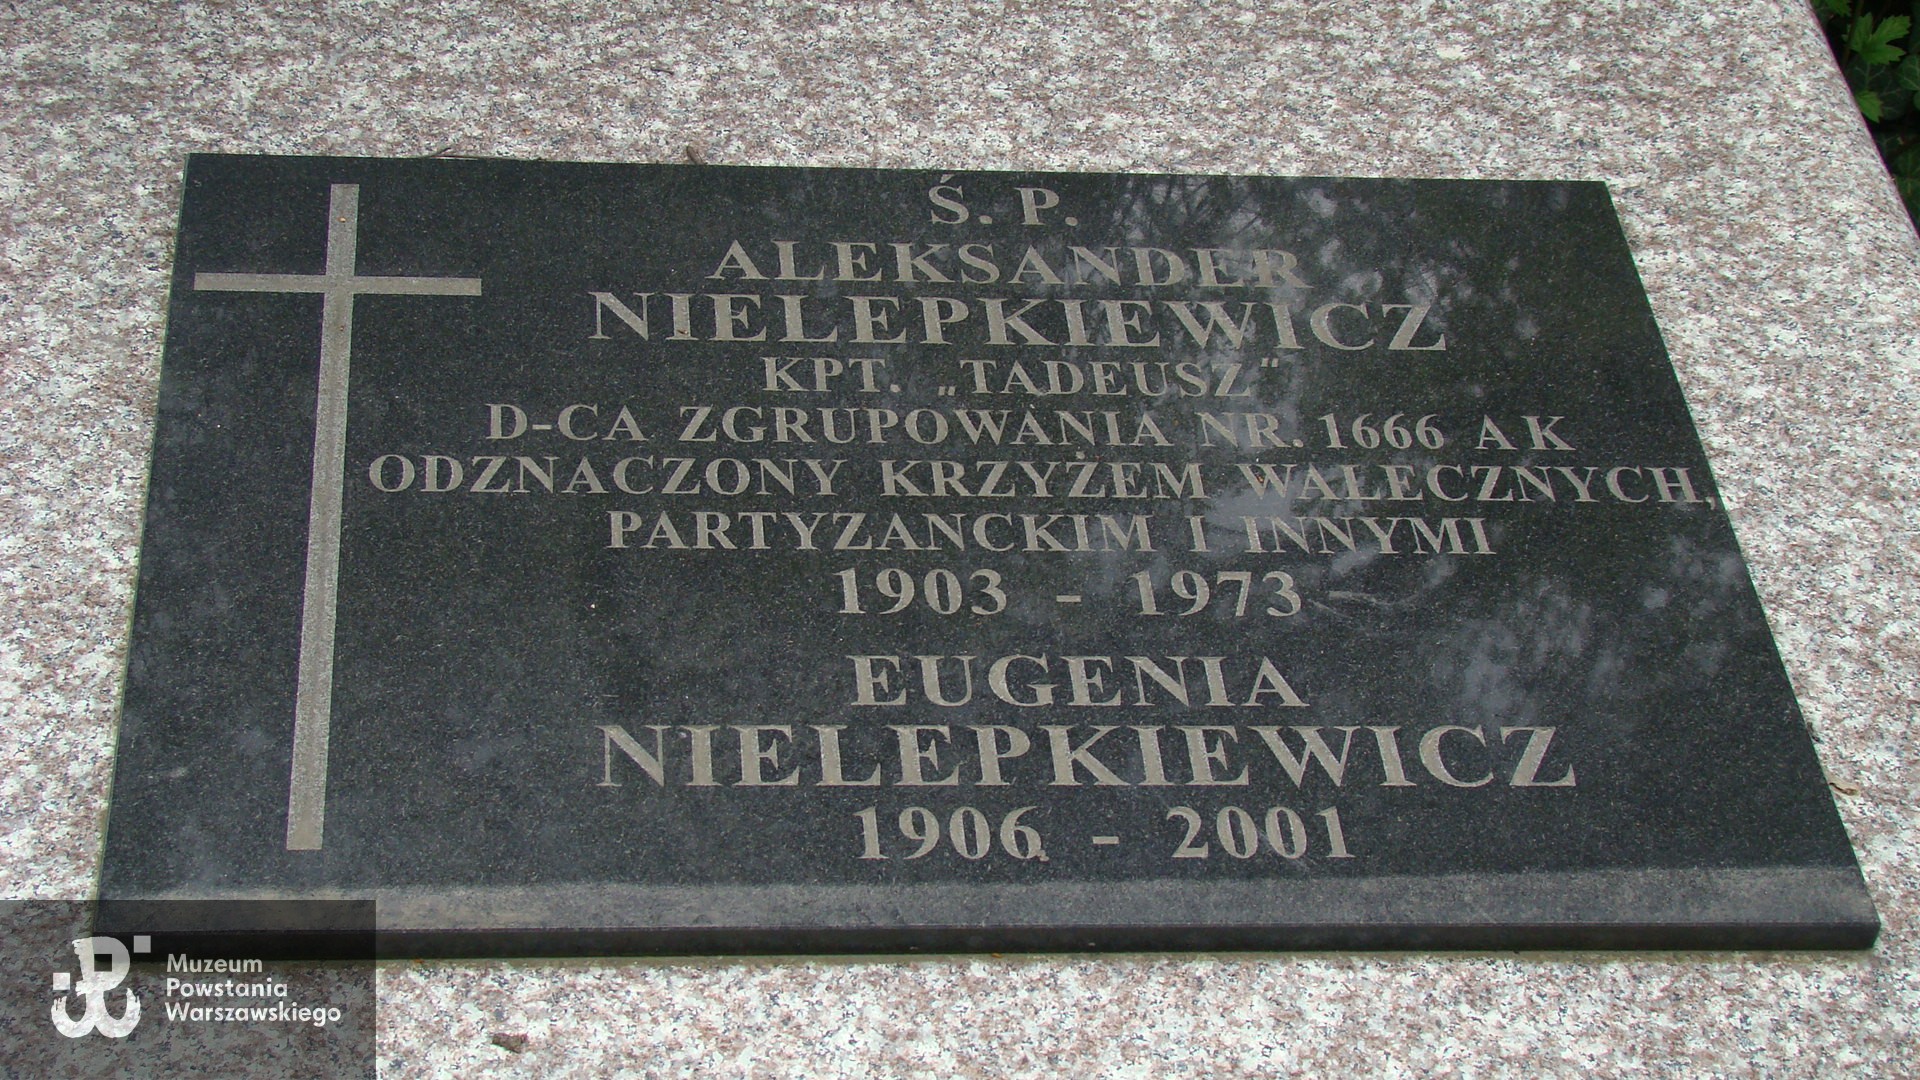 Ś. P.
ALEKSANDER
NIELEPKIEWICZ
KPT. „TADEUSZ"
D-CA ZGRUPOWANIA NR. 1666 AK
ODZNACZONY KRZYŻEM WALECZNYCH,
PARTYZANCKIM I INNYMI
1903 - 1973
EUGENIA
NIELEPKIEWICZ
1906 - 2001
Muzeum
Powstania
Warszawskiego